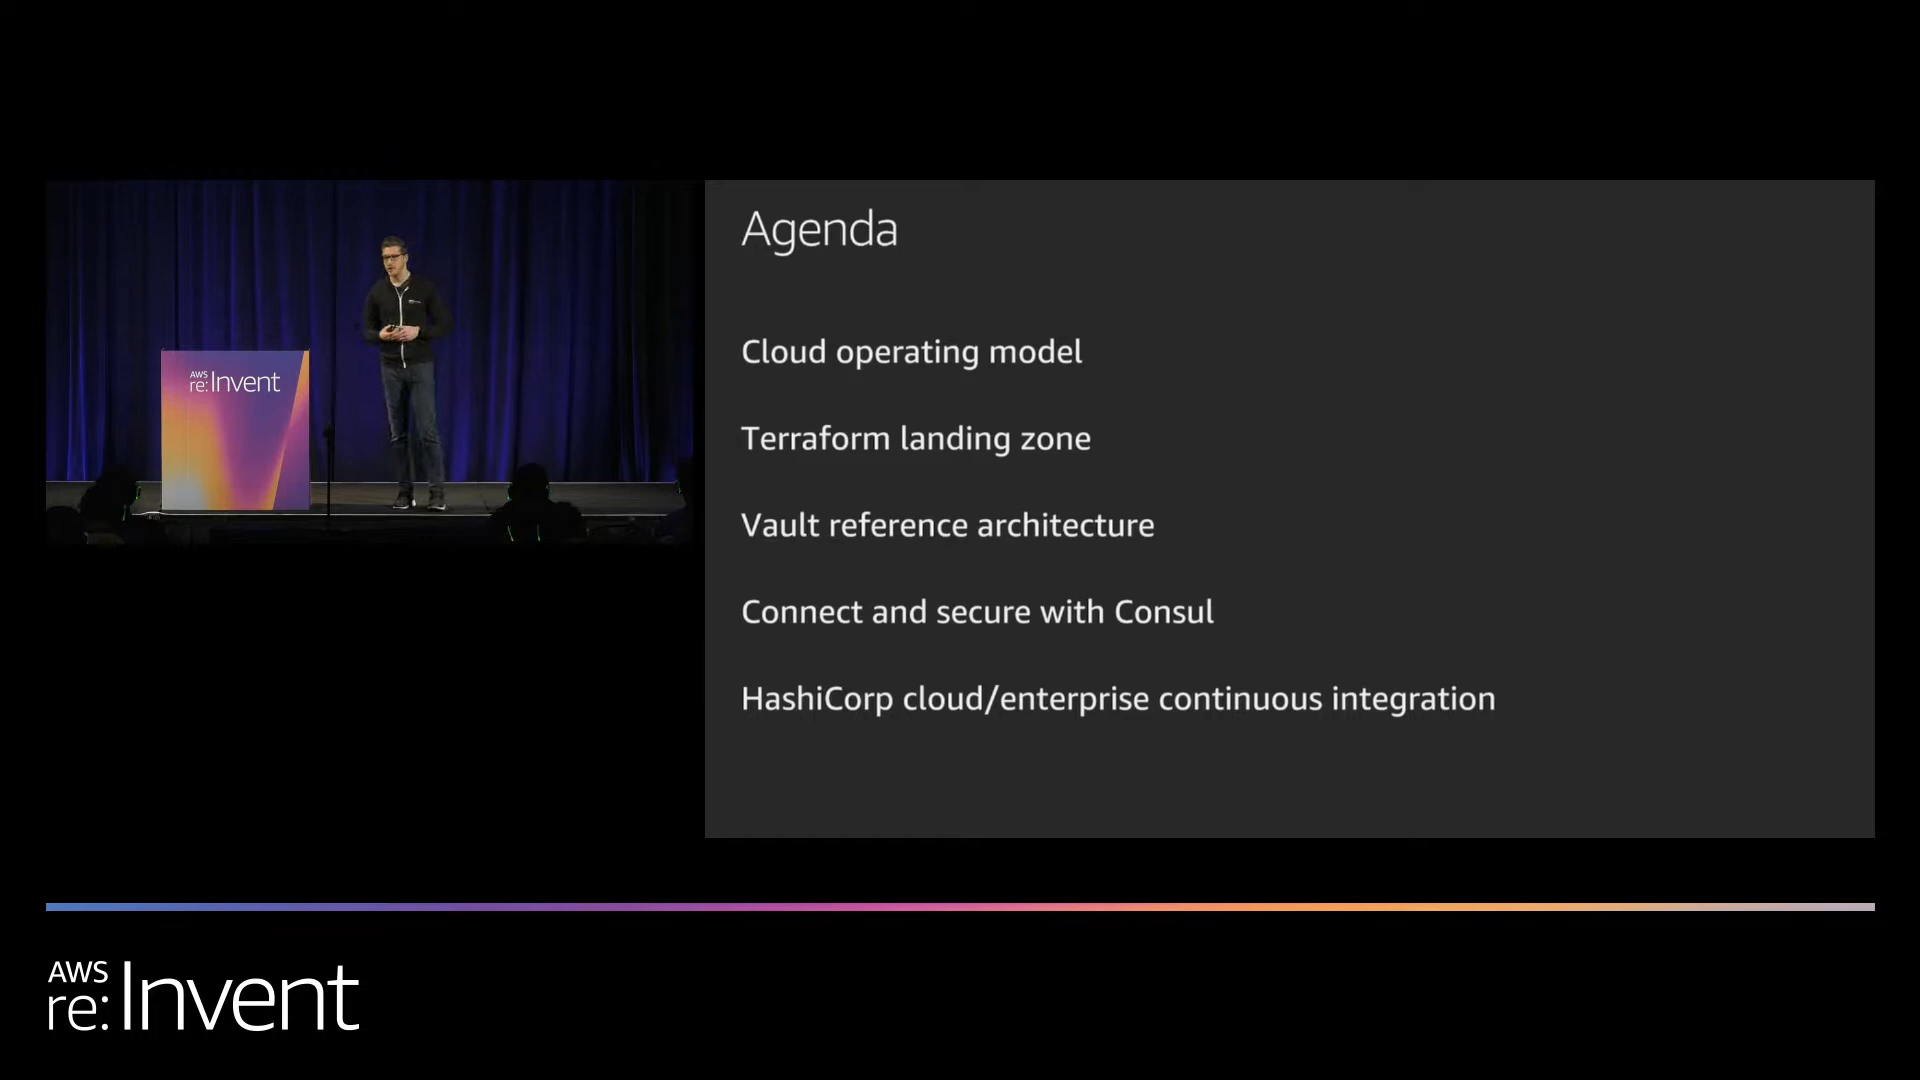 AWS
re:Invent
Agenda
Cloud operating model
Terraform landing zone
Vault reference architecture
Connect and secure with Consul
HashiCorp cloud/enterprise continuous integration
AWS
re:Invent